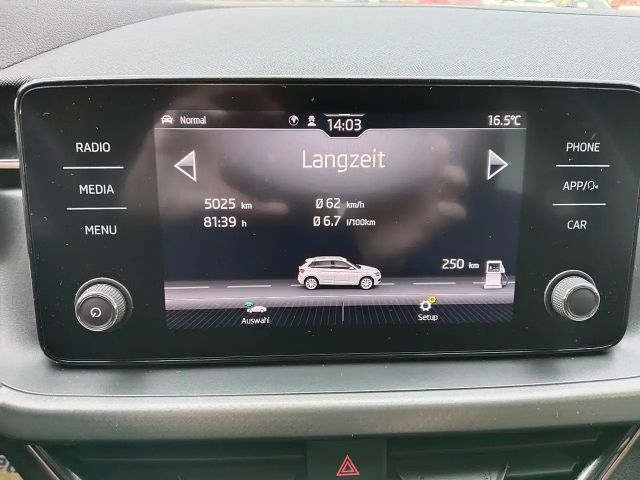 Normal
14:03
16.5°C
RADIO
MEDIA
MENU
Langzeit
5025 km
Ø 62 km/h
81:39 h
Ø 6.7 l/100km
250 km
Auswahl
Setup
PHONE
APP/
CAR